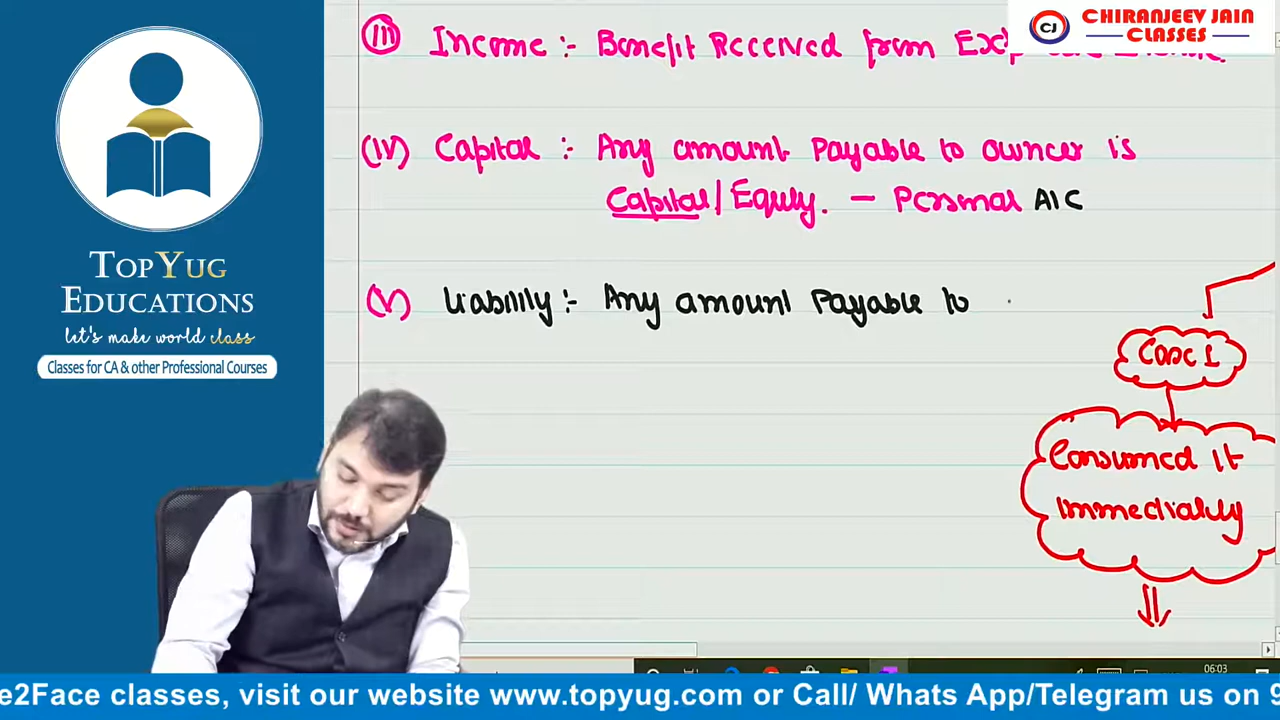 CHIRANJEEV JAIN
CLASSES
CJ
(III) Income :- Benefit Received from
(IV) Capital :- Any amount Payable to owner is
Capital/Equity. - Personal A/C
(V) Liability :- Any amount Payable to
Case 1
Consumed it
immediately
TOPYUG
EDUCATIONS
let's make world class
Classes for CA & other Professional Courses
06:03
e2Face classes, visit our website www.topyug.com or Call/ Whats App/Telegram us on 9